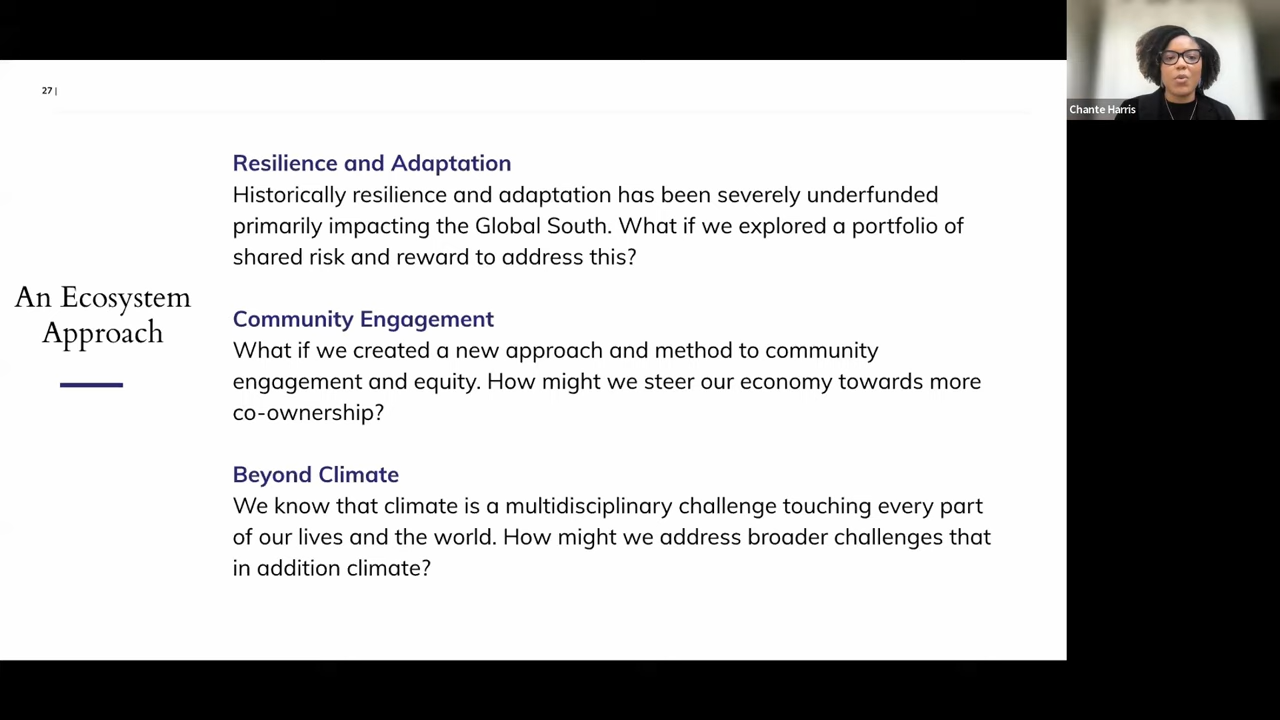 27 |
Chante Harris
Resilience and Adaptation
Historically resilience and adaptation has been severely underfunded
primarily impacting the Global South. What if we explored a portfolio of
shared risk and reward to address this?
An Ecosystem
Approach
Community Engagement
What if we created a new approach and method to community
engagement and equity. How might we steer our economy towards more
co-ownership?
Beyond Climate
We know that climate is a multidisciplinary challenge touching every part
of our lives and the world. How might we address broader challenges that
in addition climate?